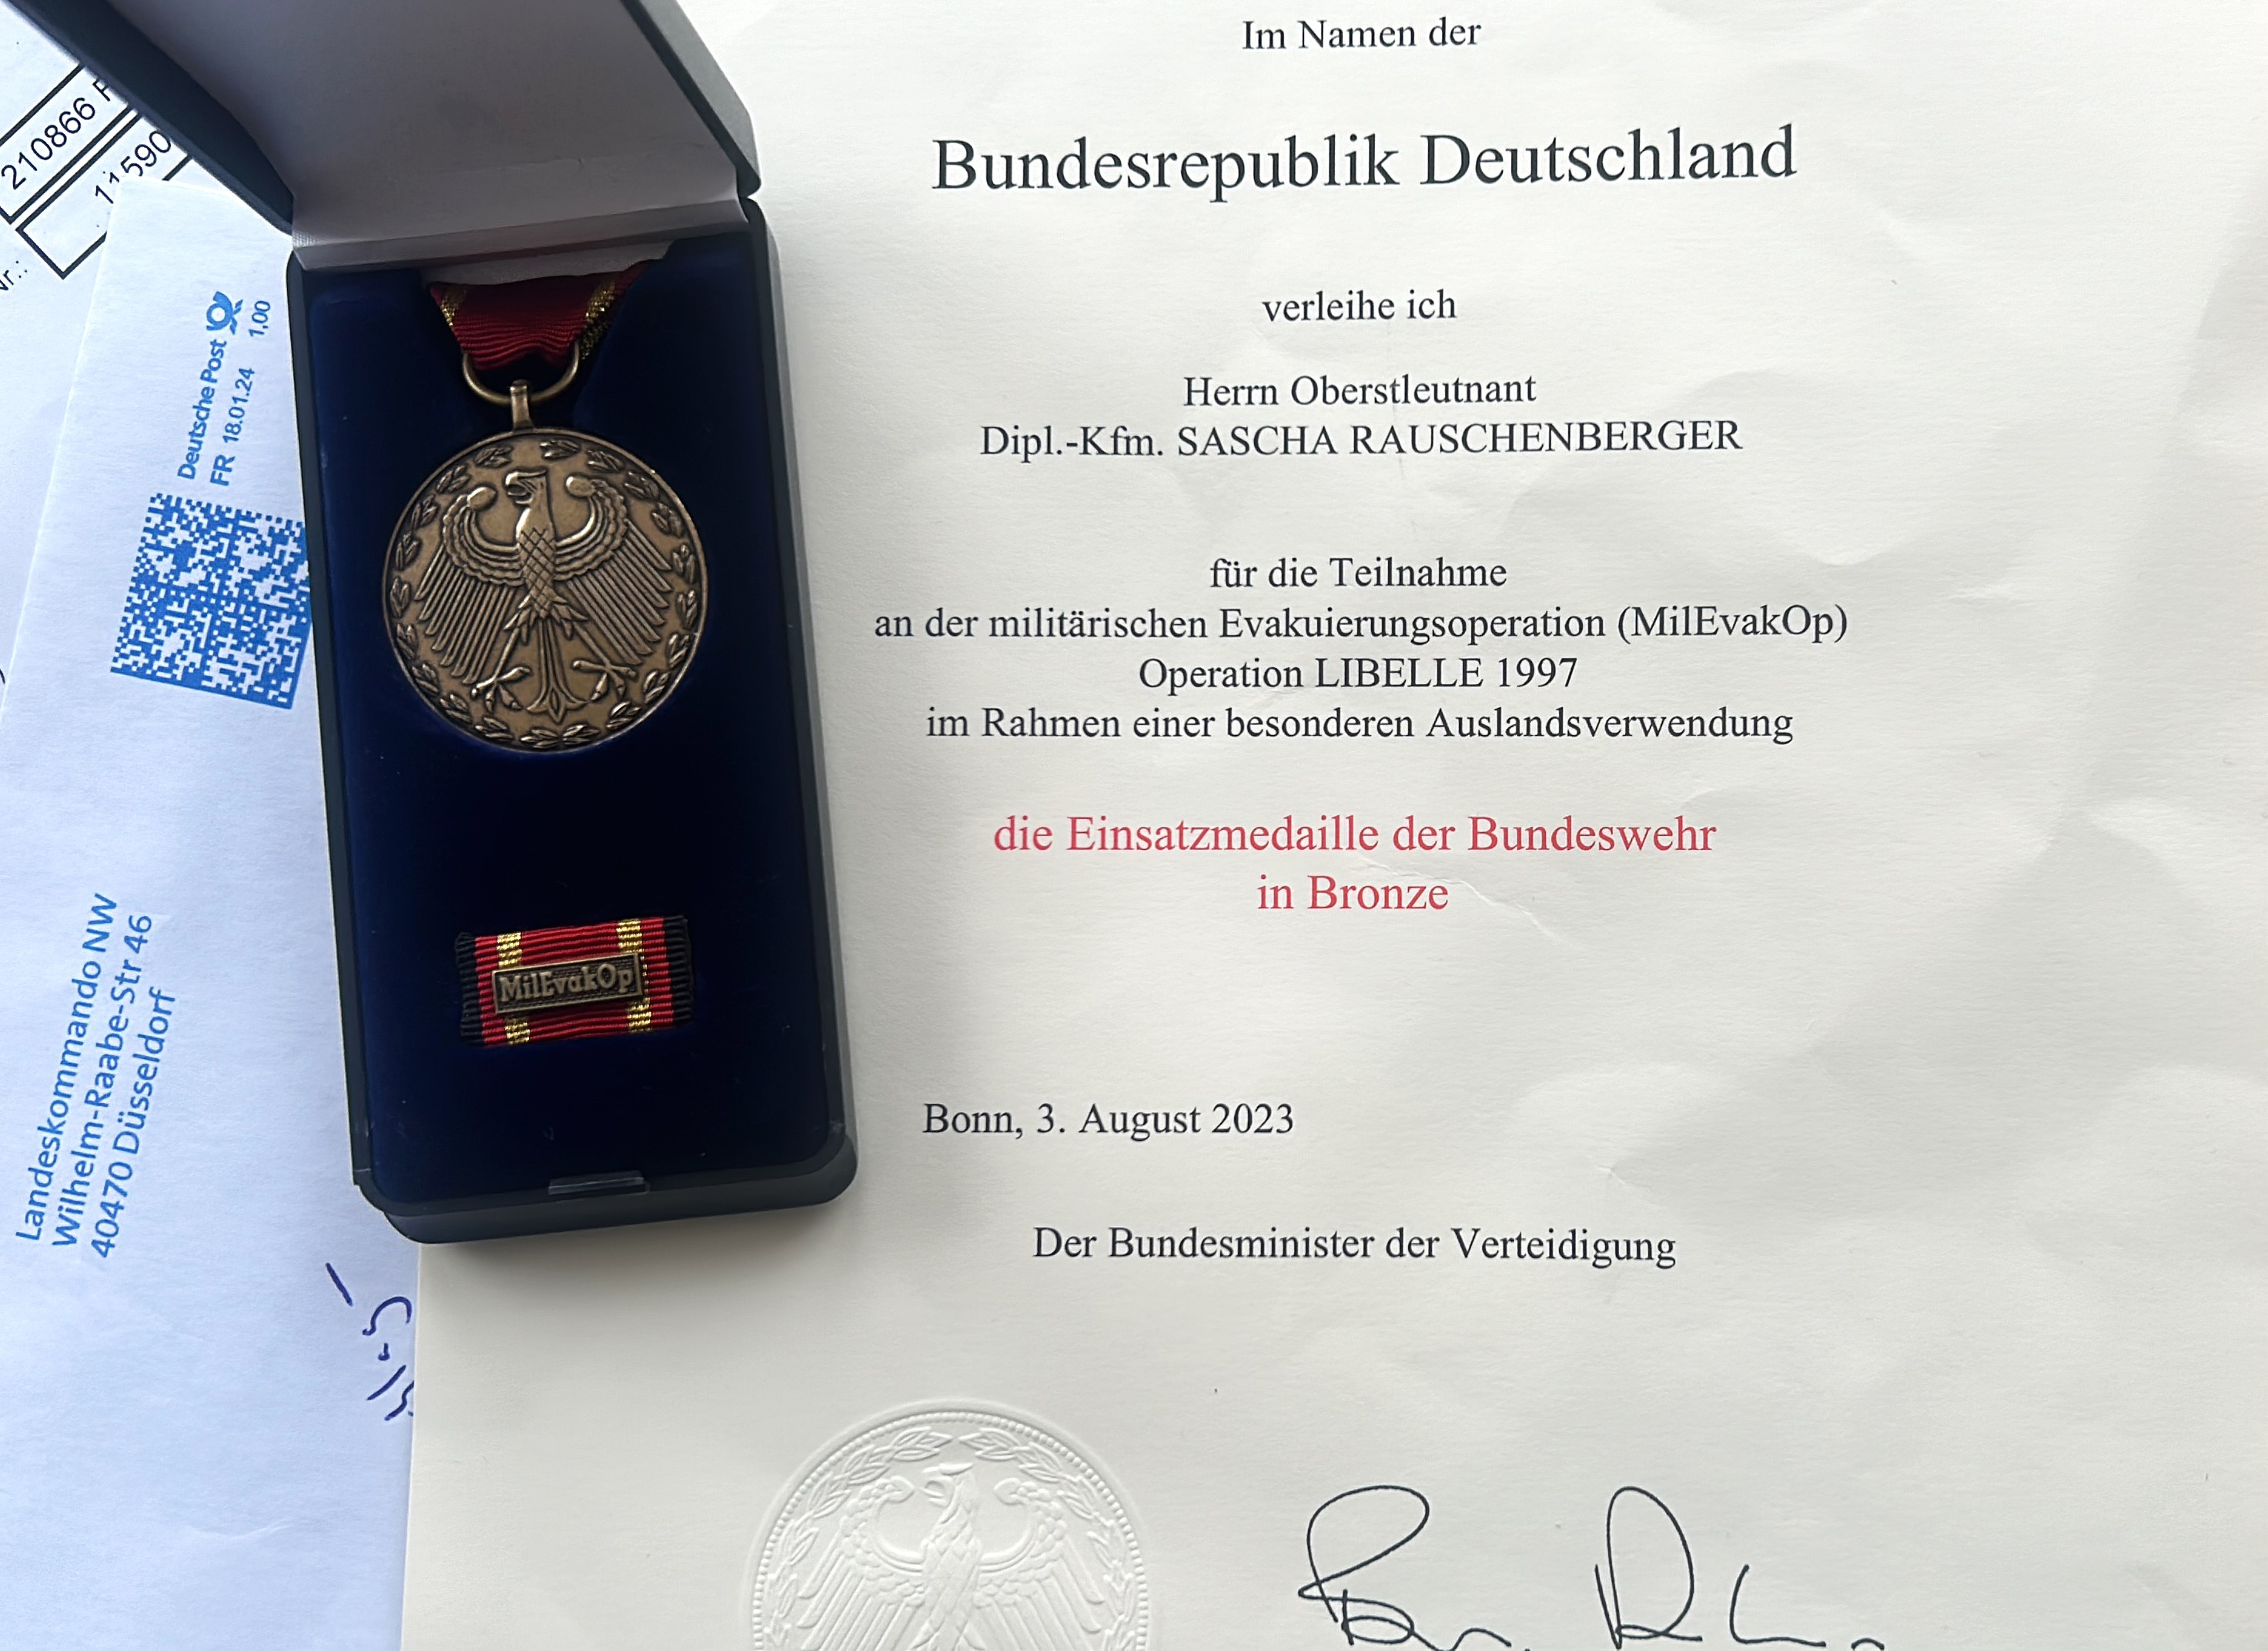 210866
11590
Nr.:
Deutsche Post
FR 18.01.24 1,00
Landeskommando NW
Wilhelm-Raabe-Str 46
40470 Düsseldorf
MilEvakOp
Im Namen der
Bundesrepublik Deutschland
verleihe ich
Herrn Oberstleutnant
Dipl.-Kfm. SASCHA RAUSCHENBERGER
für die Teilnahme
an der militärischen Evakuierungsoperation (MilEvakOp)
Operation LIBELLE 1997
im Rahmen einer besonderen Auslandsverwendung
die Einsatzmedaille der Bundeswehr
in Bronze
Bonn, 3. August 2023
Der Bundesminister der Verteidigung